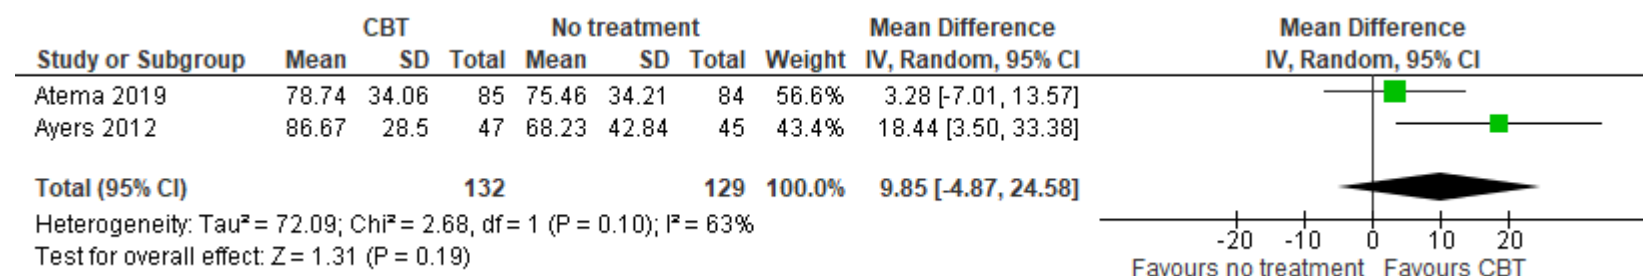 CBT No treatment Mean Difference Mean Difference
Study or Subgroup Mean SD Total Mean SD Total Weight IV, Random, 95% CI IV, Random, 95% CI
Atema 2019 78.74 34.06 85 75.46 34.21 84 56.6% 3.28 [-7.01, 13.57]
Ayers 2012 86.67 28.5 47 68.23 42.84 45 43.4% 18.44 [3.50, 33.38]
Total (95% CI) 132 129 100.0% 9.85 [-4.87, 24.58]
Heterogeneity: Tau² = 72.09; Chi² = 2.68, df = 1 (P = 0.10); I² = 63%
Test for overall effect: Z = 1.31 (P = 0.19)
-20 -10 0 10 20
Favours no treatment Favours CBT